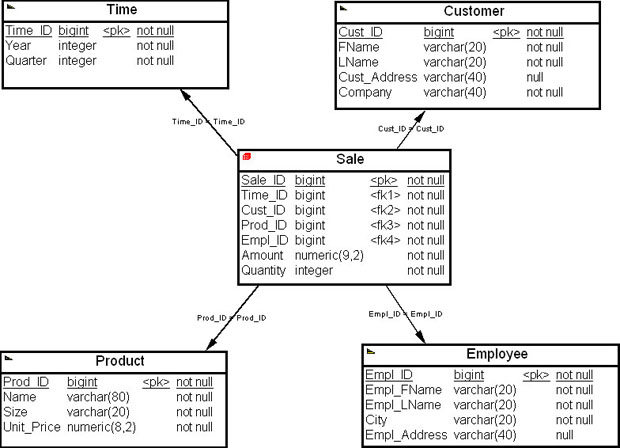 Time
Time_ID bigint <pk> not null
Year integer not null
Quarter integer not null
Customer
Cust_ID bigint <pk> not null
FName varchar(20) not null
LName varchar(20) not null
Cust_Address varchar(40) null
Company varchar(40) not null
Time_ID = Time_ID
Cust_ID = Cust_ID
Sale
Sale_ID bigint <pk> not null
Time_ID bigint <fk1> not null
Cust_ID bigint <fk2> not null
Prod_ID bigint <fk3> not null
Empl_ID bigint <fk4> not null
Amount numeric(9,2) not null
Quantity integer not null
Prod_ID = Prod_ID
Empl_ID = Empl_ID
Product
Prod_ID bigint <pk> not null
Name varchar(80) not null
Size varchar(20) not null
Unit_Price numeric(8,2) not null
Employee
Empl_ID bigint <pk> not null
Empl_FName varchar(20) not null
Empl_LName varchar(20) not null
City varchar(20) not null
Empl_Address varchar(40) null